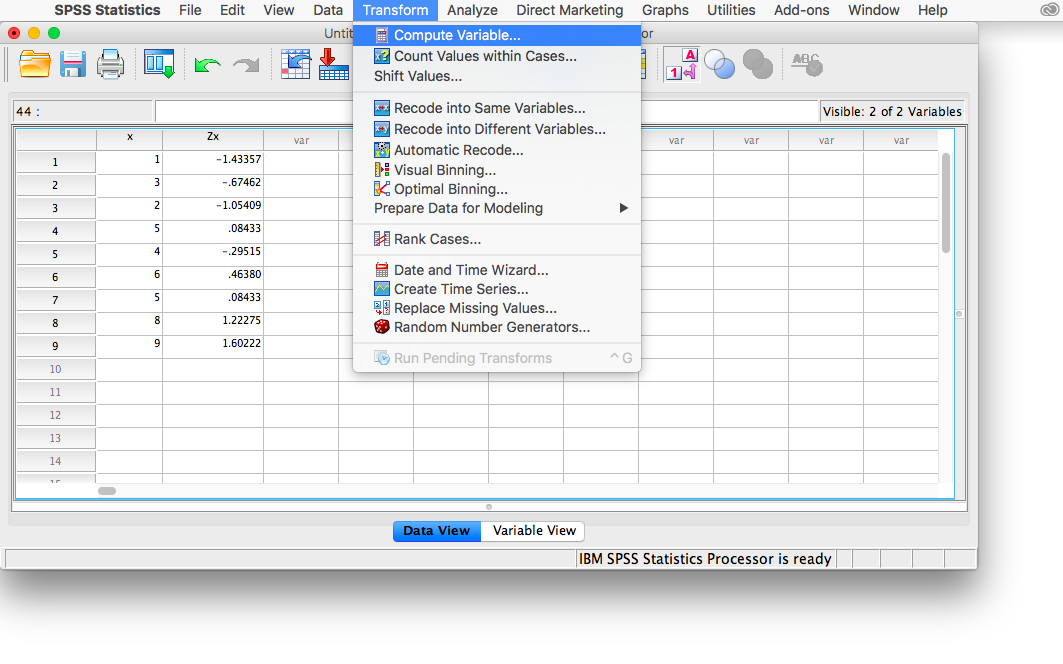 SPSS Statistics File Edit View Data Transform Analyze Direct Marketing Graphs Utilities Add-ons Window Help
Untit
or
A
1
ABC
44 :
Visible: 2 of 2 Variables
Compute Variable...
Count Values within Cases...
Shift Values...
Recode into Same Variables...
Recode into Different Variables...
Automatic Recode...
Visual Binning...
Optimal Binning...
Prepare Data for Modeling
Rank Cases...
Date and Time Wizard...
Create Time Series...
Replace Missing Values...
Random Number Generators...
Run Pending Transforms ^G
x Zx var var var var var
1 1 -1.43357
2 3 -.67462
3 2 -1.05409
4 5 .08433
5 4 -.29515
6 6 .46380
7 5 .08433
8 8 1.22275
9 9 1.60222
10
11
12
13
14
Data View Variable View
IBM SPSS Statistics Processor is ready